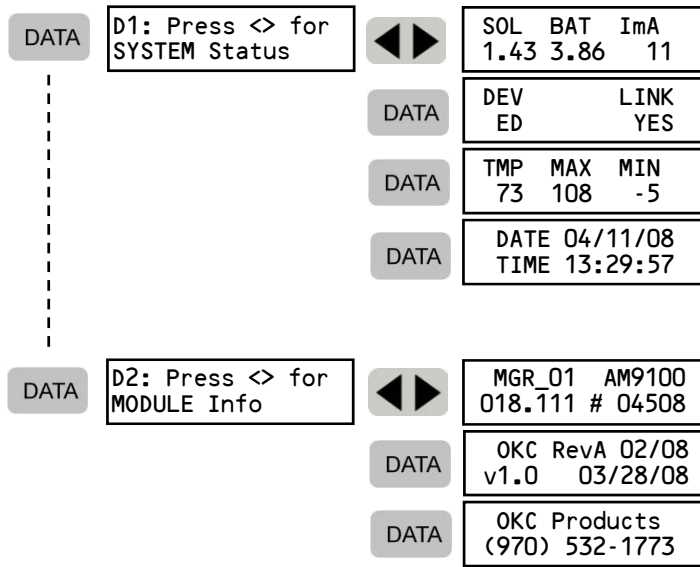 DATA
D1: Press <> for
SYSTEM Status
SOL BAT ImA
1.43 3.86 11
DATA
DEV LINK
ED YES
DATA
TMP MAX MIN
73 108 -5
DATA
DATE 04/11/08
TIME 13:29:57
DATA
D2: Press <> for
MODULE Info
MGR_01 AM9100
018.111 # 04508
DATA
OKC RevA 02/08
v1.0 03/28/08
DATA
OKC Products
(970) 532-1773